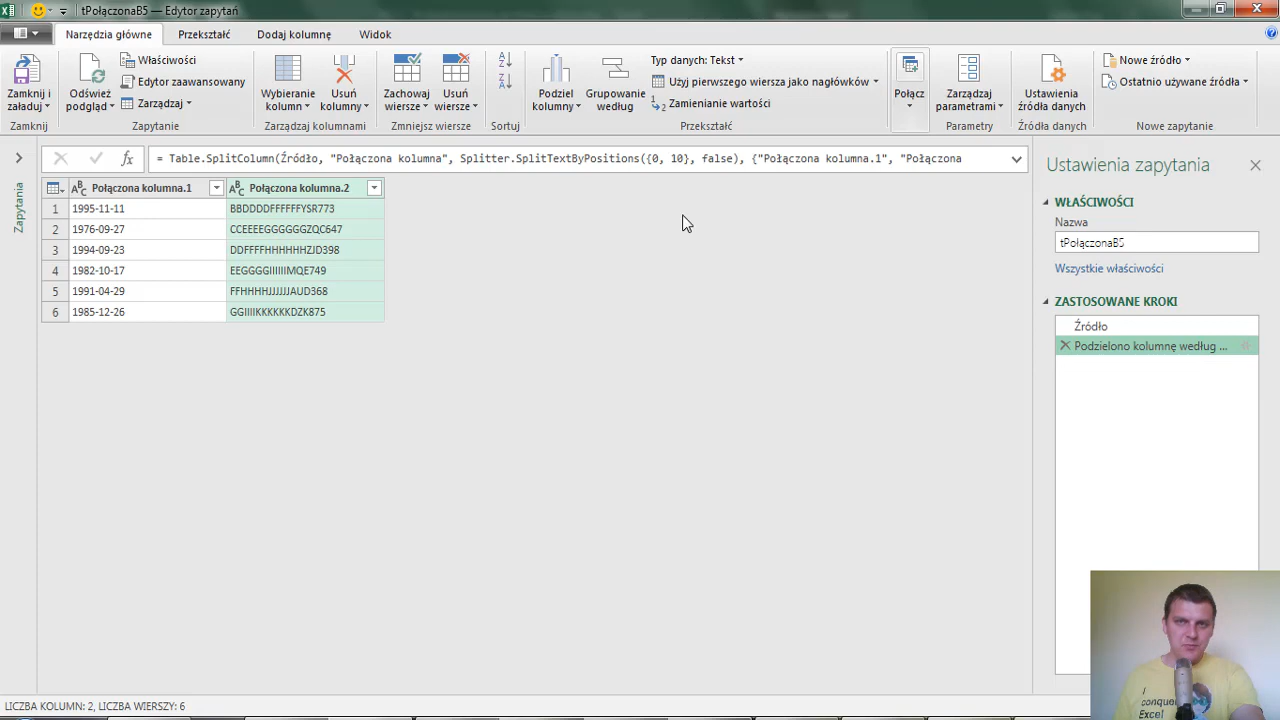 tPołączonaB5 — Edytor zapytań
Narzędzia główne Przekształć Dodaj kolumnę Widok
Zamknij i załaduj
Zamknij
Odśwież podgląd
Właściwości
Edytor zaawansowany
Zarządzaj
Zapytanie
Wybieranie kolumn
Usuń kolumny
Zarządzaj kolumnami
Zachowaj wiersze
Usuń wiersze
Zmniejsz wiersze
Sortuj
Podziel kolumny
Grupowanie według
Typ danych: Tekst
Użyj pierwszego wiersza jako nagłówków
Zamienianie wartości
Przekształć
Połącz
Zarządzaj parametrami
Parametry
Ustawienia źródła danych
Źródła danych
Nowe źródło
Ostatnio używane źródła
Nowe zapytanie
Zapytania
fx = Table.SplitColumn(Źródło, "Połączona kolumna", Splitter.SplitTextByPositions({0, 10}, false), {"Połączona kolumna.1", "Połączona
Połączona kolumna.1 Połączona kolumna.2
1 1995-11-11 BBDDDDFFFFFFYSR773
2 1976-09-27 CCEEEEGGGGGGZQC647
3 1994-09-23 DDFFFFHHHHHHZJD398
4 1982-10-17 EEGGGGIIIIIIMQE749
5 1991-04-29 FFHHHHJJJJJJAUD368
6 1985-12-26 GGIIIIKKKKKKDZK875
Ustawienia zapytania
WŁAŚCIWOŚCI
Nazwa
tPołączonaB5
Wszystkie właściwości
ZASTOSOWANE KROKI
Źródło
Podzielono kolumnę według ...
I
conquer
Excel
LICZBA KOLUMN: 2, LICZBA WIERSZY: 6